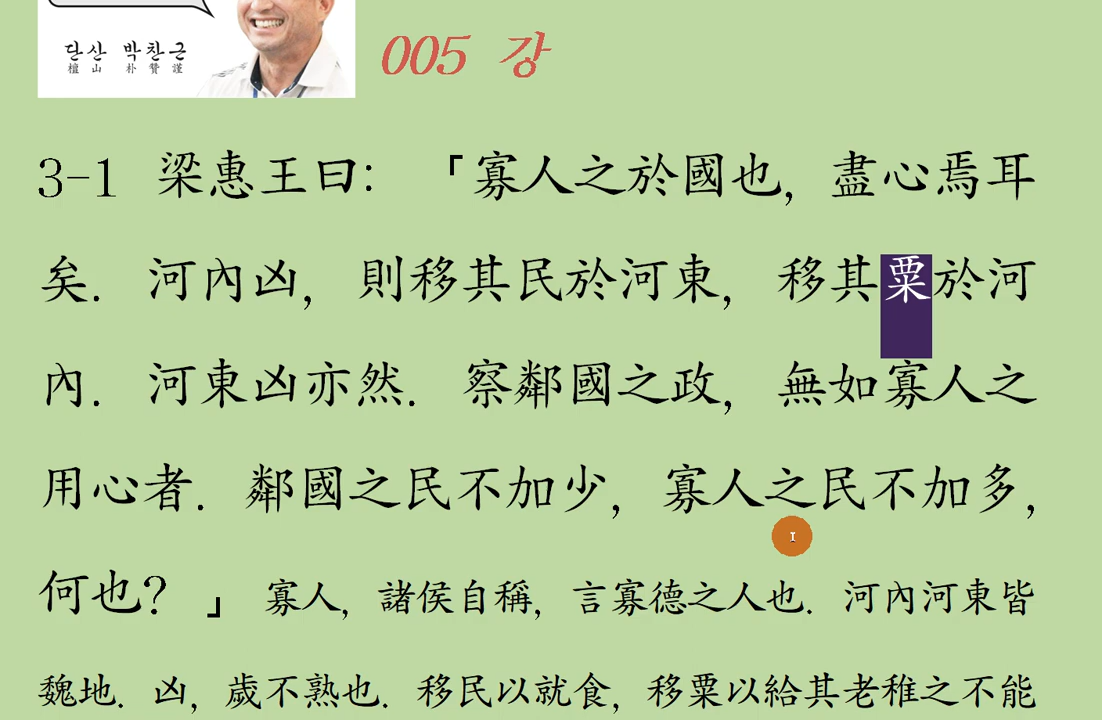 단산 박찬근
檀山 朴贊謹
005 강
3-1 梁惠王曰: 「寡人之於國也, 盡心焉耳
矣. 河內凶, 則移其民於河東, 移其粟於河
內. 河東凶亦然. 察鄰國之政, 無如寡人之
用心者. 鄰國之民不加少, 寡人之民不加多,
何也? 」 寡人, 諸侯自稱, 言寡德之人也. 河內河東皆
魏地. 凶, 歲不熟也. 移民以就食, 移粟以給其老稚之不能